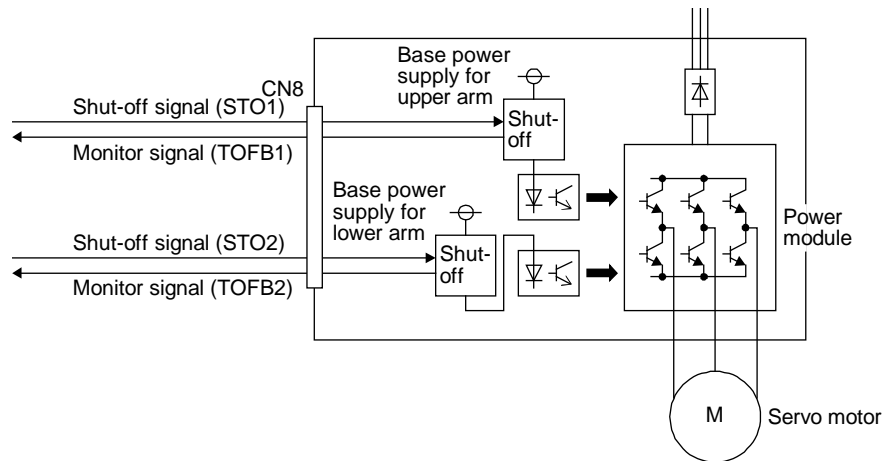 Base power
supply for
upper arm
CN8
Shut-off signal (STO1)
Shut-
off
Monitor signal (TOFB1)
Base power
supply for
lower arm
Power
module
Shut-off signal (STO2)
Shut-
off
Monitor signal (TOFB2)
M
Servo motor